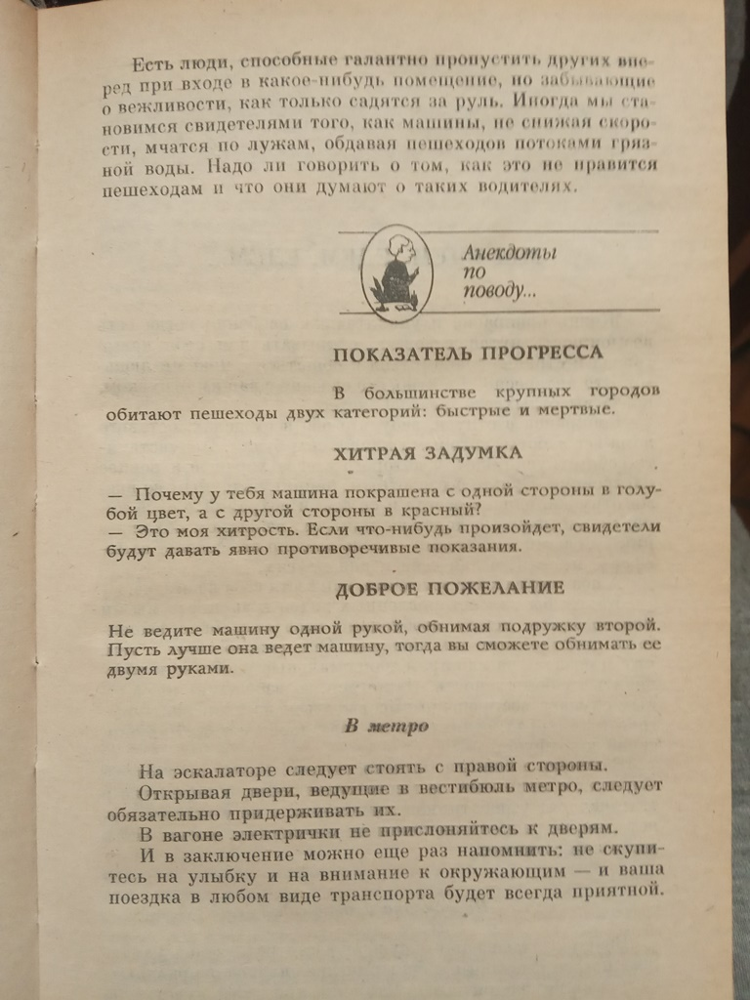 Есть люди, способные галантно пропустить других впе-
ред при входе в какое-нибудь помещение, но забывающие
о вежливости, как только садятся за руль. Иногда мы ста-
новимся свидетелями того, как машины, не снижая скоро-
сти, мчатся по лужам, обдавая пешеходов потоками гряз-
ной воды. Надо ли говорить о том, как это не нравится
пешеходам и что они думают о таких водителях.
Анекдоты
по
поводу...
ПОКАЗАТЕЛЬ ПРОГРЕССА
В большинстве крупных городов
обитают пешеходы двух категорий: быстрые и мертвые.
ХИТРАЯ ЗАДУМКА
— Почему у тебя машина покрашена с одной стороны в голу-
бой цвет, а с другой стороны в красный?
— Это моя хитрость. Если что-нибудь произойдет, свидетели
будут давать явно противоречивые показания.
ДОБРОЕ ПОЖЕЛАНИЕ
Не ведите машину одной рукой, обнимая подружку второй.
Пусть лучше она ведет машину, тогда вы сможете обнимать ее
двумя руками.
В метро
На эскалаторе следует стоять с правой стороны.
Открывая двери, ведущие в вестибюль метро, следует
обязательно придерживать их.
В вагоне электрички не прислоняйтесь к дверям.
И в заключение можно еще раз напомнить: не скупи-
тесь на улыбку и на внимание к окружающим — и ваша
поездка в любом виде транспорта будет всегда приятной.